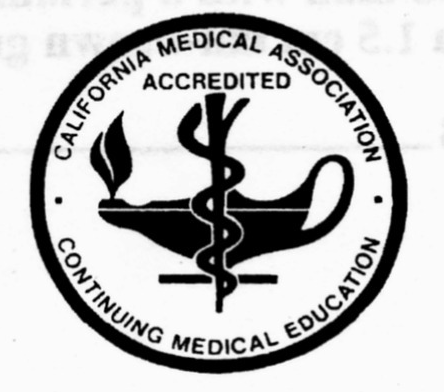 CALIFORNIA MEDICAL ASSOCIATION
ACCREDITED
CONTINUING MEDICAL EDUCATION